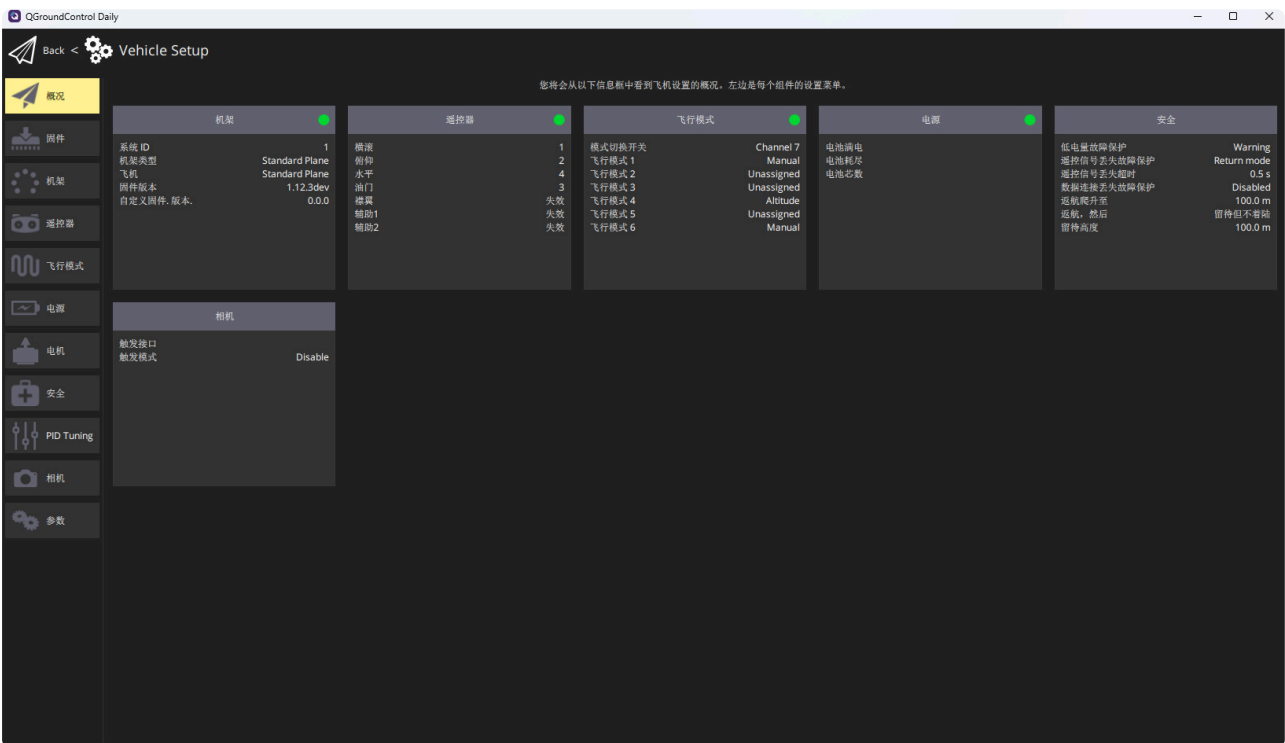 QGroundControl Daily
Back < Vehicle Setup
您将会从以下信息框中看到飞机设置的概况。左边是每个组件的设置菜单。
概况
固件
机架
遥控器
飞行模式
电源
电机
安全
PID Tuning
相机
参数
机架
系统 ID 1
机架类型 Standard Plane
飞机 Standard Plane
固件版本 1.12.3dev
自定义固件. 版本. 0.0.0
遥控器
横滚 1
俯仰 2
水平 4
油门 3
襟翼 失效
辅助1 失效
辅助2 失效
飞行模式
模式切换开关 Channel 7
飞行模式 1 Manual
飞行模式 2 Unassigned
飞行模式 3 Unassigned
飞行模式 4 Altitude
飞行模式 5 Unassigned
飞行模式 6 Manual
电源
电池满电
电池耗尽
电池芯数
安全
低电量故障保护 Warning
遥控信号丢失故障保护 Return mode
遥控信号丢失超时 0.5 s
数据连接丢失故障保护 Disabled
返航爬升至 100.0 m
返航，然后 留待但不着陆
留待高度 100.0 m
相机
触发接口
触发模式 Disable